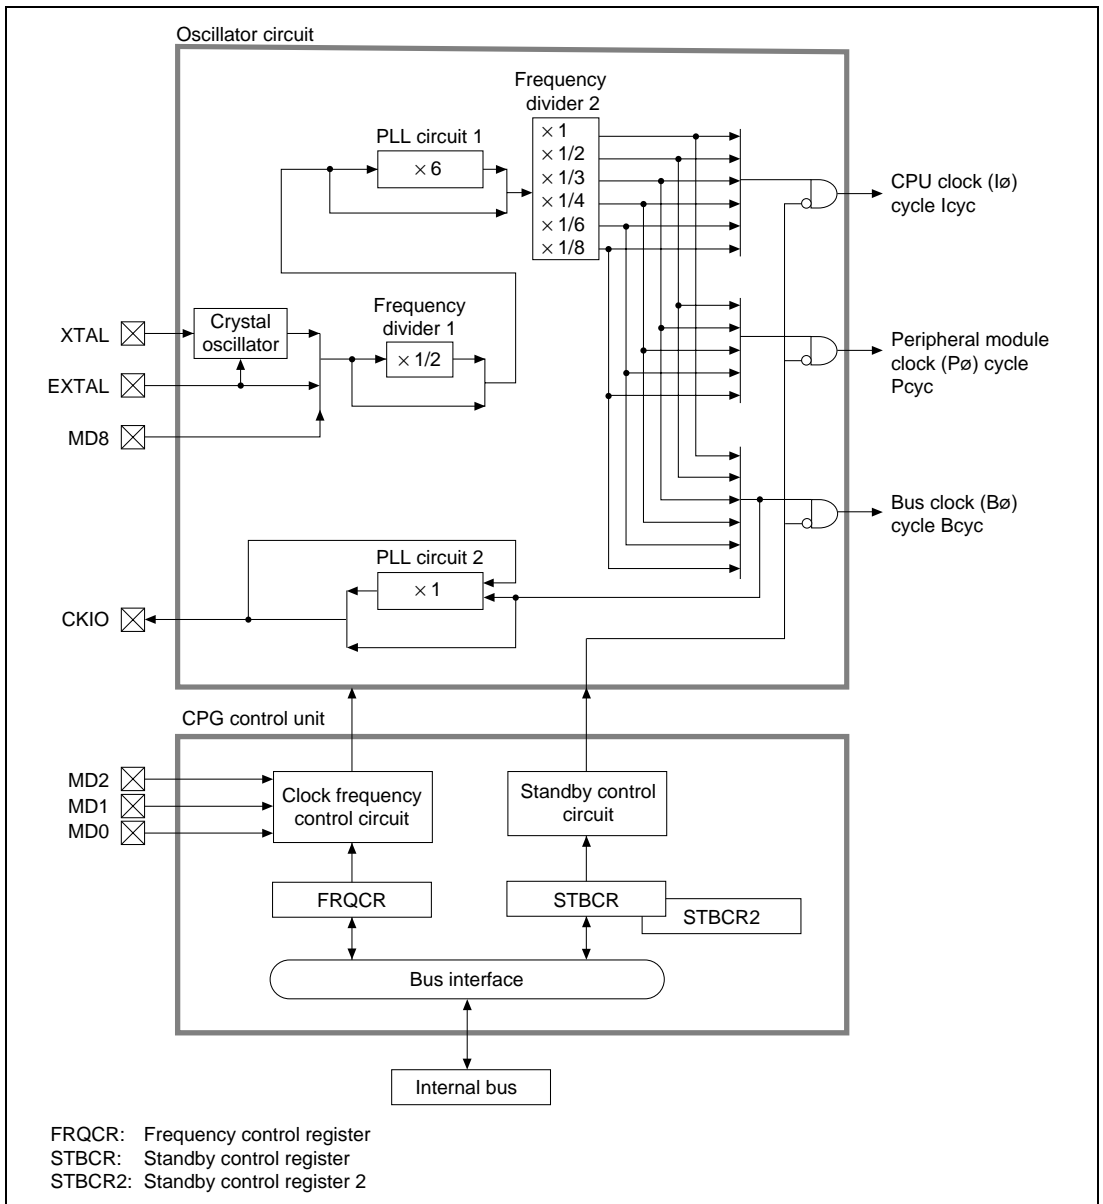 Oscillator circuit
Frequency
divider 2
PLL circuit 1
× 6
× 1
× 1/2
× 1/3
× 1/4
× 1/6
× 1/8
CPU clock (Iø)
cycle Icyc
XTAL
Crystal
oscillator
Frequency
divider 1
× 1/2
EXTAL
MD8
Peripheral module
clock (Pø) cycle
Pcyc
Bus clock (Bø)
cycle Bcyc
PLL circuit 2
× 1
CKIO
CPG control unit
MD2
MD1
MD0
Clock frequency
control circuit
Standby control
circuit
FRQCR
STBCR
STBCR2
Bus interface
Internal bus
FRQCR: Frequency control register
STBCR: Standby control register
STBCR2: Standby control register 2